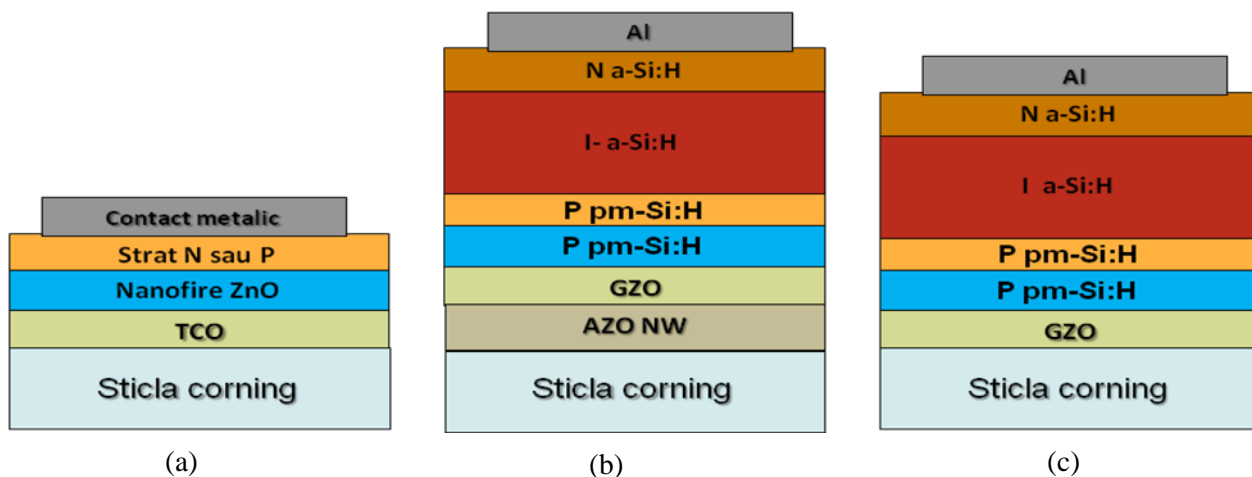 Contact metalic
Strat N sau P
Nanofire ZnO
TCO
Sticla corning
(a)
Al
N a-Si:H
I- a-Si:H
P pm-Si:H
P pm-Si:H
GZO
AZO NW
Sticla corning
(b)
Al
N a-Si:H
I a-Si:H
P pm-Si:H
P pm-Si:H
GZO
Sticla corning
(c)